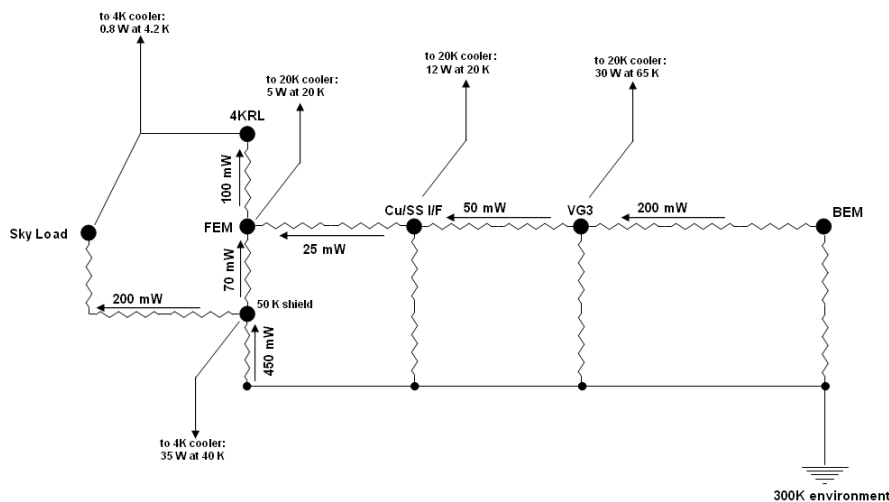 to 4K cooler:
0.8 W at 4.2 K
to 20K cooler:
5 W at 20 K
to 20K cooler:
12 W at 20 K
to 20K cooler:
30 W at 65 K
4KRL
100 mW
Sky Load
FEM
25 mW
Cu/SS I/F
50 mW
VG3
200 mW
BEM
70 mW
200 mW
50 K shield
450 mW
to 4K cooler:
35 W at 40 K
300K environment